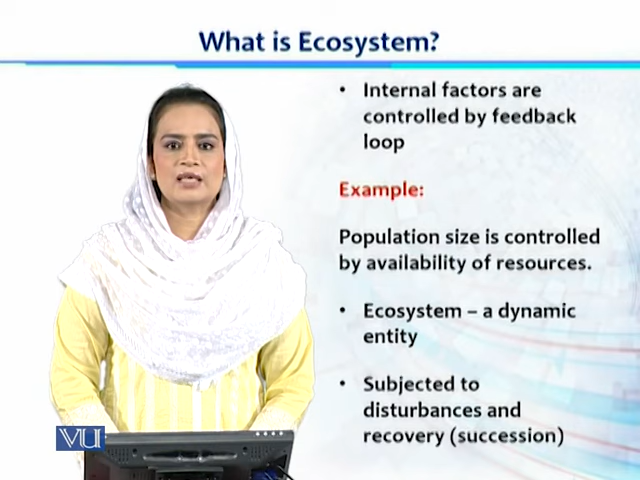 What is Ecosystem?
• Internal factors are
controlled by feedback
loop
Example:
Population size is controlled
by availability of resources.
• Ecosystem – a dynamic
entity
• Subjected to
disturbances and
recovery (succession)
VU